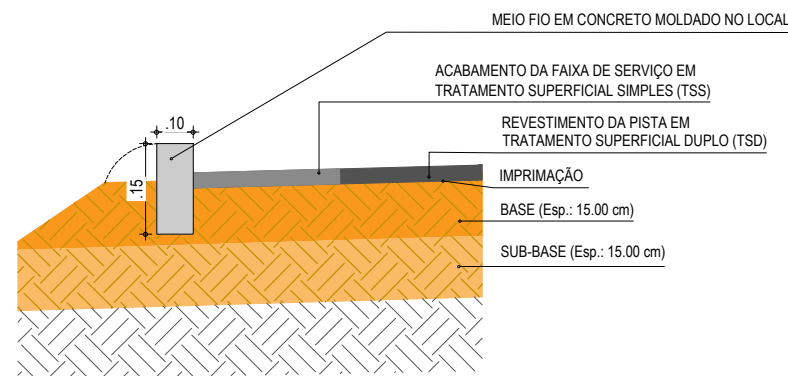 MEIO FIO EM CONCRETO MOLDADO NO LOCAL
ACABAMENTO DA FAIXA DE SERVIÇO EM
TRATAMENTO SUPERFICIAL SIMPLES (TSS)
.10
REVESTIMENTO DA PISTA EM
TRATAMENTO SUPERFICIAL DUPLO (TSD)
IMPRIMAÇÃO
.15
BASE (Esp.: 15.00 cm)
SUB-BASE (Esp.: 15.00 cm)